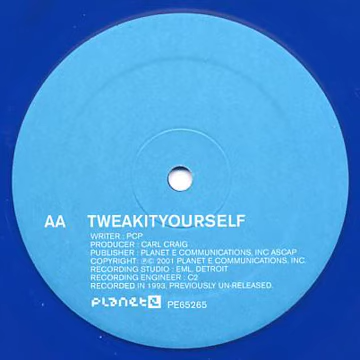 AA TWEAKITYOURSELF
WRITER : PCP
PRODUCER : CARL CRAIG
PUBLISHER : PLANET E COMMUNICATIONS, INC ASCAP
COPYRIGHT: ℗© 2001 PLANET E COMMUNICATIONS, INC.
RECORDING STUDIO : EML, DETROIT
RECORDING ENGINEER : C2
RECORDED IN 1993, PREVIOUSLY UN-RELEASED.
planet e PE65265